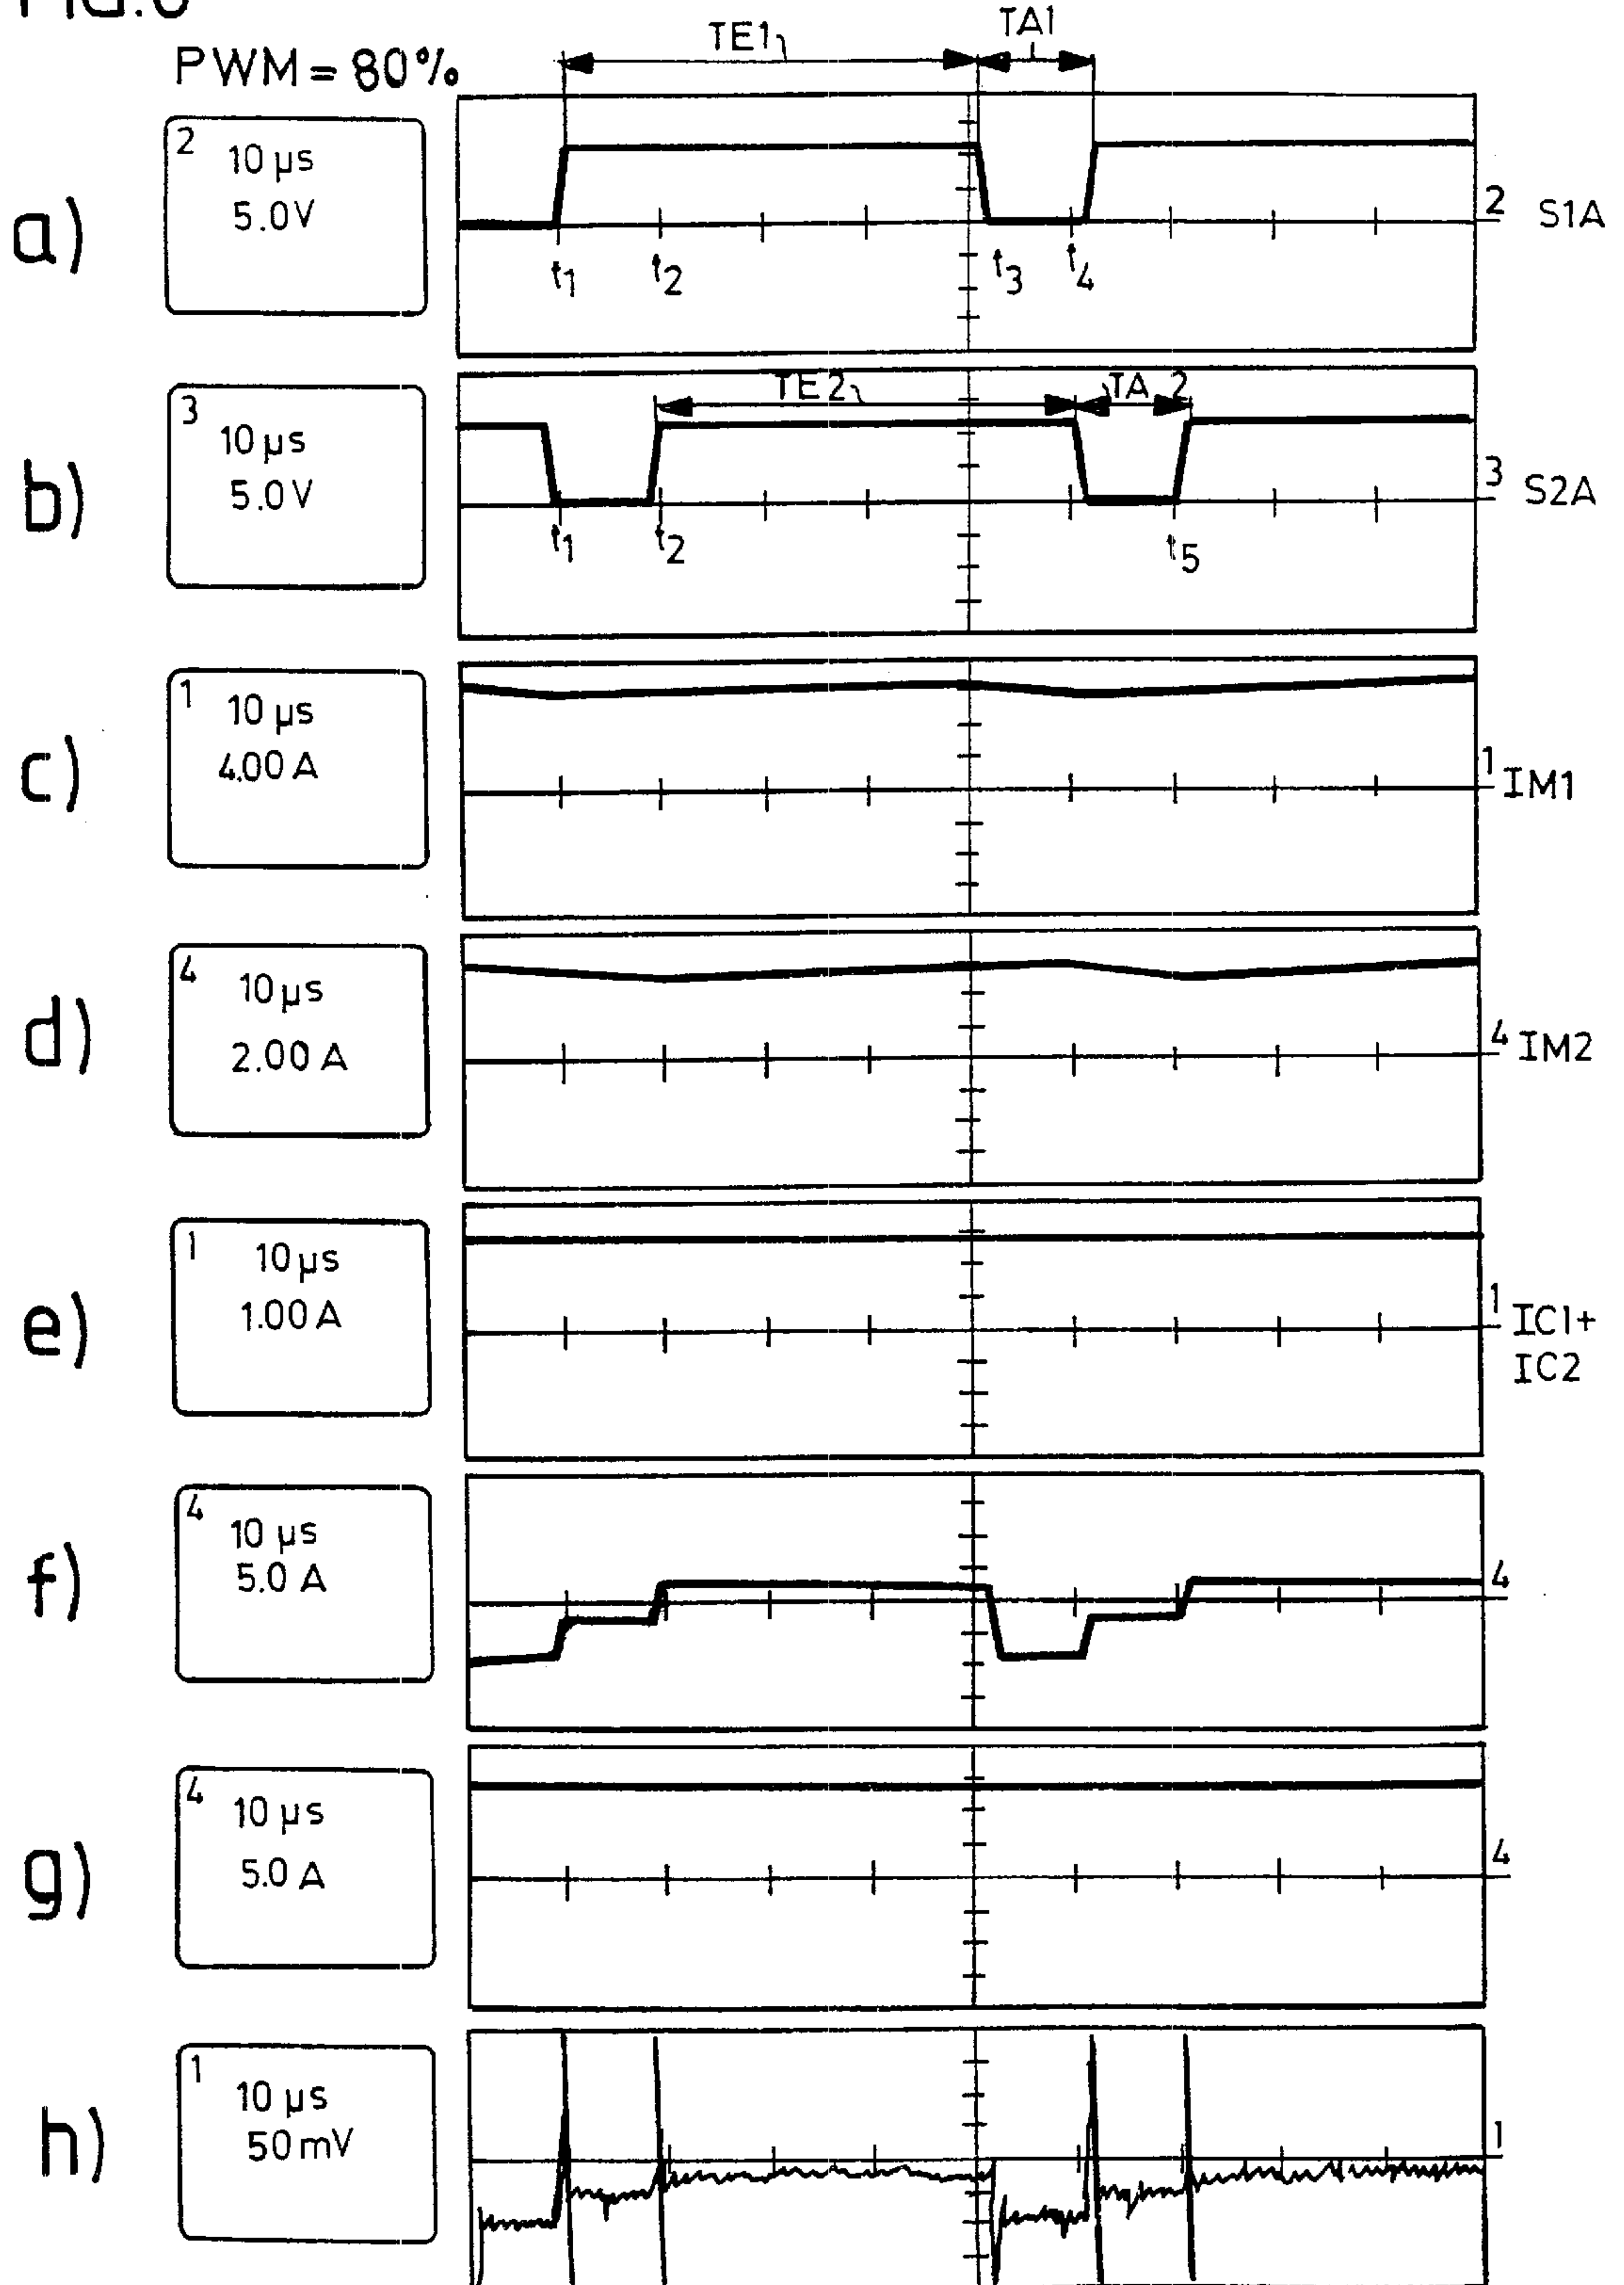 PWM = 80%
TE1
TA1
a)
2
10 µs
5.0V
t1
t2
t3
t4
2
S1A
b)
3
10 µs
5.0V
TE2
TA 2
t1
t2
t5
3
S2A
c)
1
10 µs
4.00 A
1
IM1
d)
4
10 µs
2.00 A
4
IM2
e)
1
10 µs
1.00 A
1
IC1+
IC2
f)
4
10 µs
5.0 A
4
g)
4
10 µs
5.0 A
4
h)
1
10 µs
50mV
1